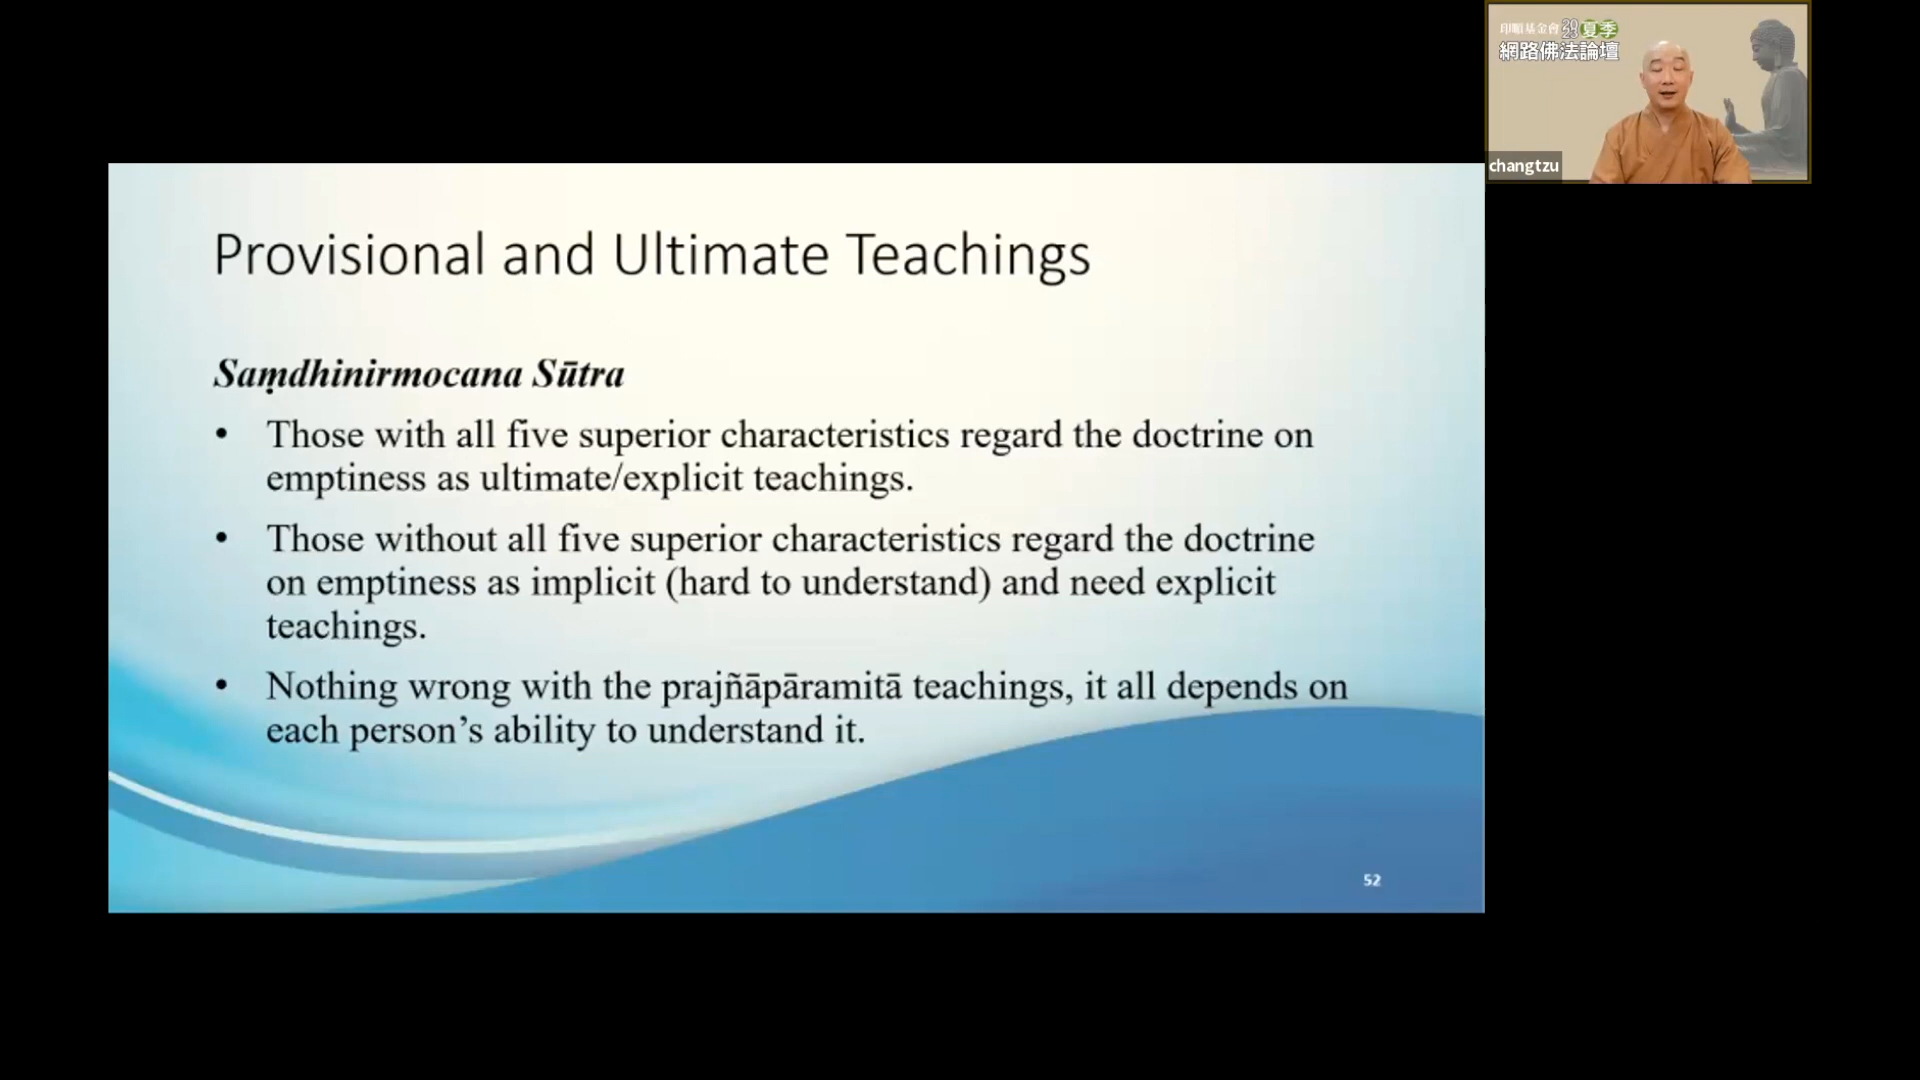 印順基金會 2023 夏季
網路佛法論壇
changtzu
Provisional and Ultimate Teachings
Saṃdhinirmocana Sūtra
• Those with all five superior characteristics regard the doctrine on
emptiness as ultimate/explicit teachings.
• Those without all five superior characteristics regard the doctrine
on emptiness as implicit (hard to understand) and need explicit
teachings.
• Nothing wrong with the prajñāpāramitā teachings, it all depends on
each person’s ability to understand it.
52